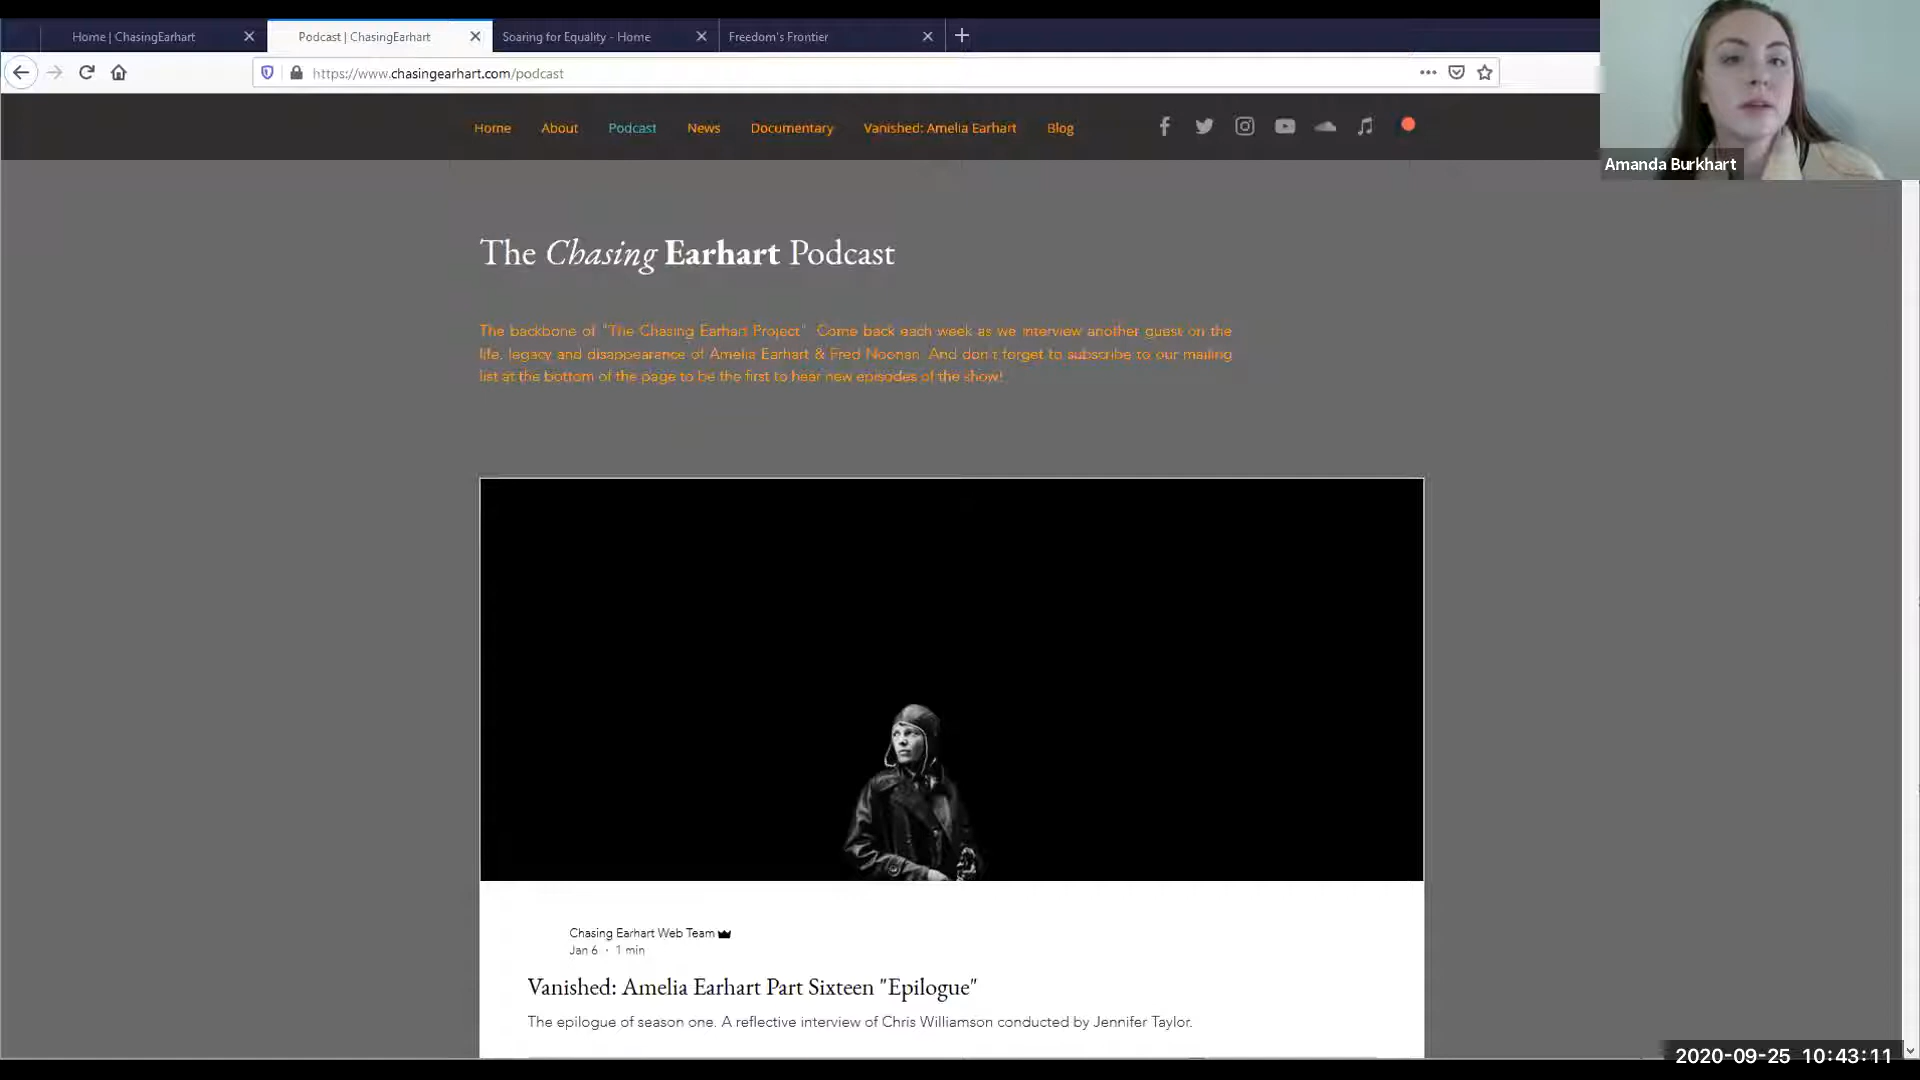 Home | ChasingEarhart
Podcast | ChasingEarhart
Soaring for Equality - Home
Freedom's Frontier
https://www.chasingearhart.com/podcast
Home About Podcast News Documentary Vanished: Amelia Earhart Blog
Amanda Burkhart
The Chasing Earhart Podcast
The backbone of "The Chasing Earhart Project". Come back each week as we interview another guest on the
life, legacy and disappearance of Amelia Earhart & Fred Noonan. And don't forget to subscribe to our mailing
list at the bottom of the page to be the first to hear new episodes of the show!
Chasing Earhart Web Team
Jan 6 · 1 min
Vanished: Amelia Earhart Part Sixteen "Epilogue"
The epilogue of season one. A reflective interview of Chris Williamson conducted by Jennifer Taylor.
2020-09-25 10:43:11